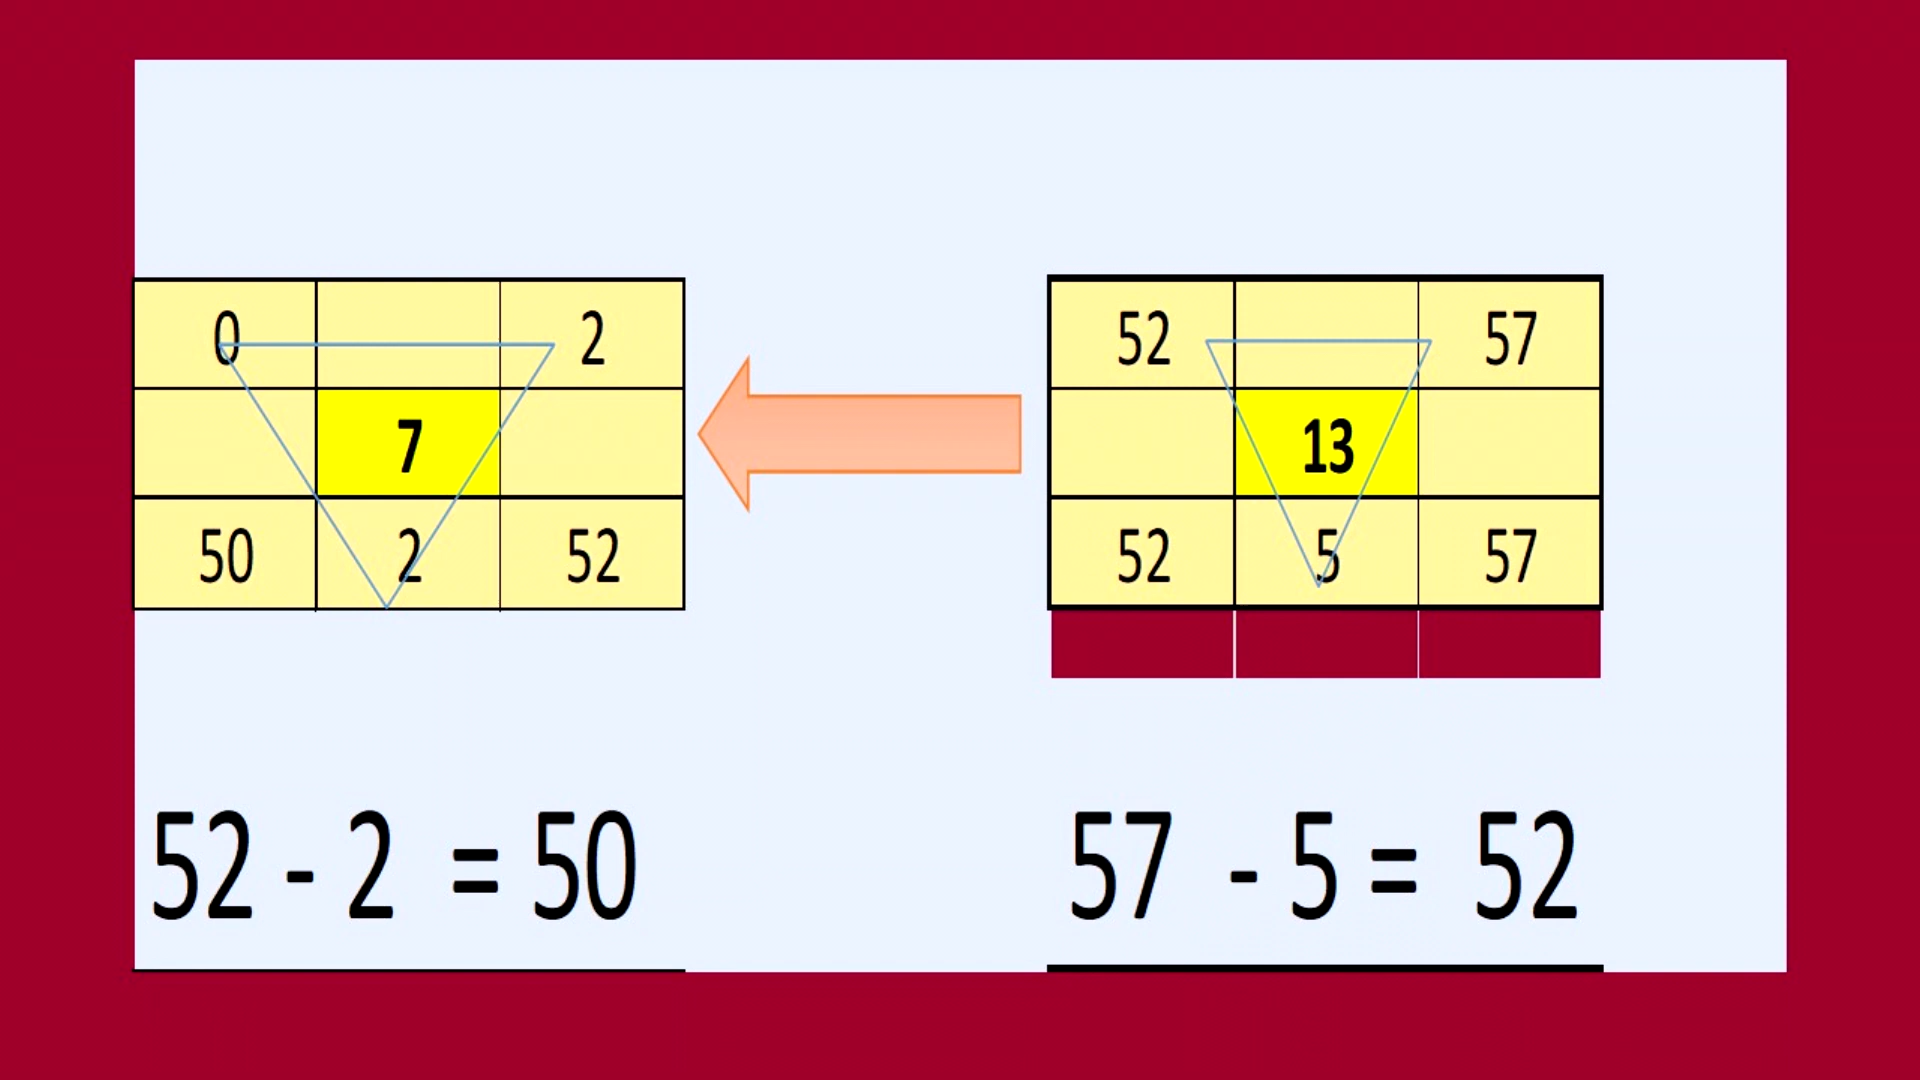 0 2
7
50 2 52
52 - 2 = 50
52 57
13
52 5 57
57 - 5 = 52